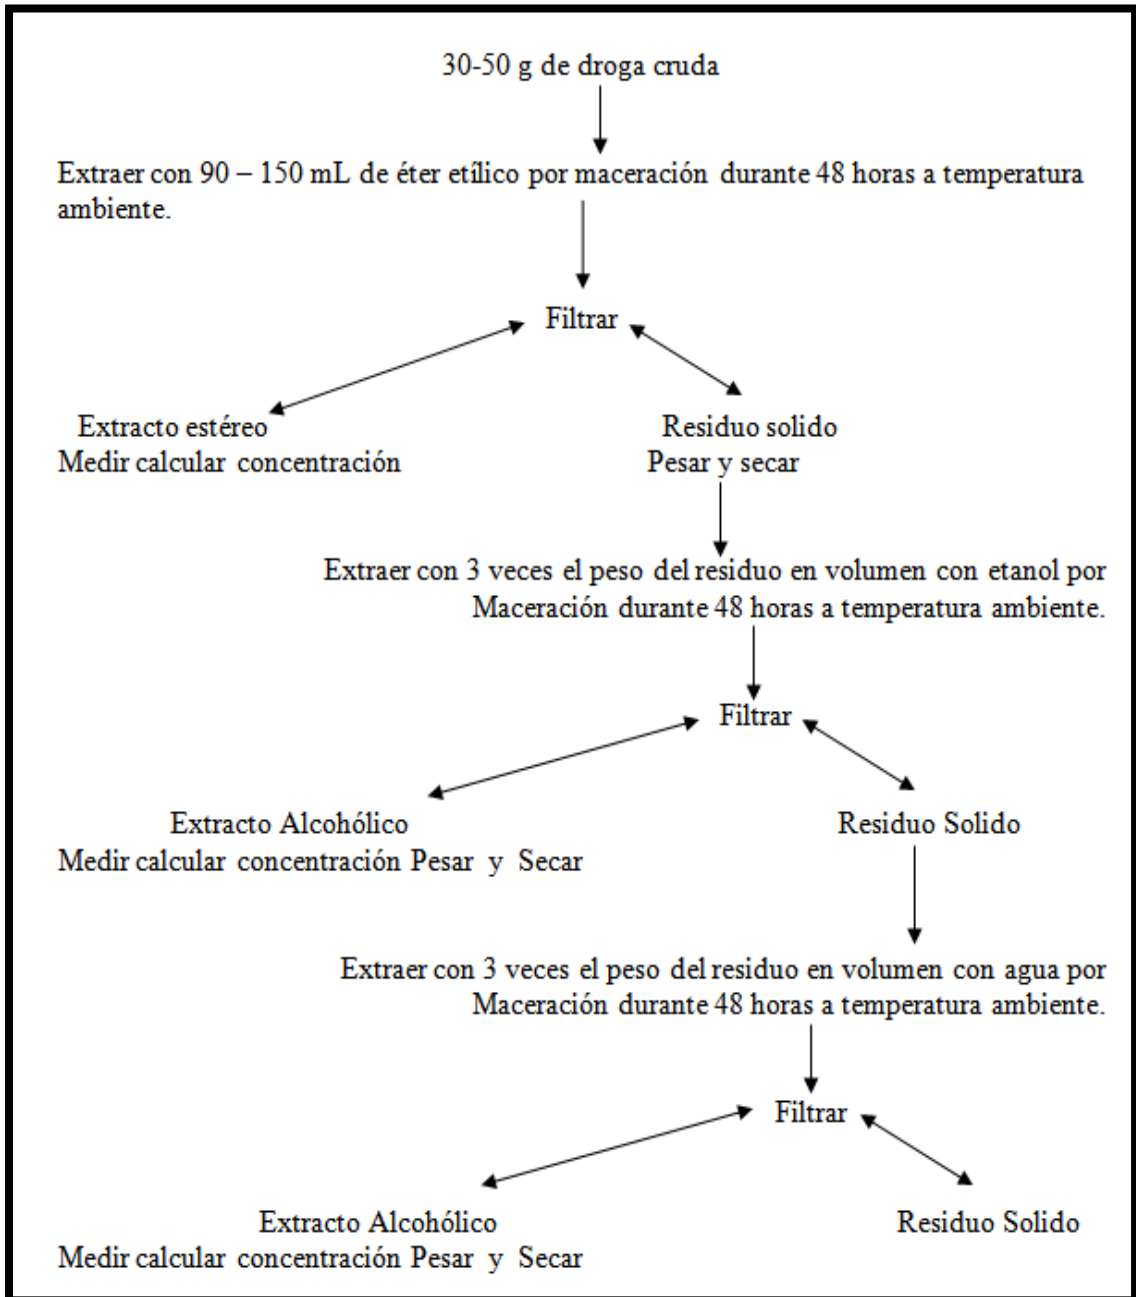 30-50 g de droga cruda
Extraer con 90 – 150 mL de éter etílico por maceración durante 48 horas a temperatura
ambiente.
Filtrar
Extracto estéreo
Medir calcular concentración
Residuo solido
Pesar y secar
Extraer con 3 veces el peso del residuo en volumen con etanol por
Maceración durante 48 horas a temperatura ambiente.
Filtrar
Extracto Alcohólico
Residuo Solido
Medir calcular concentración Pesar y Secar
Extraer con 3 veces el peso del residuo en volumen con agua por
Maceración durante 48 horas a temperatura ambiente.
Filtrar
Extracto Alcohólico
Residuo Solido
Medir calcular concentración Pesar y Secar